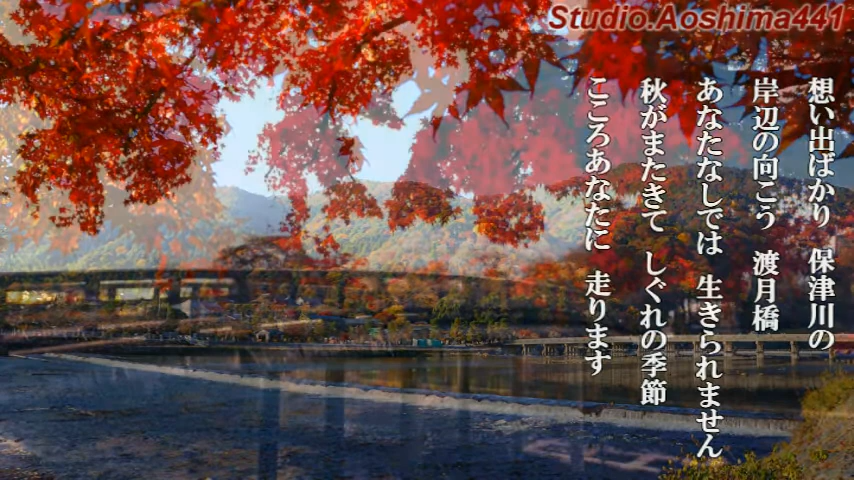 Studio.Aoshima441
想い出ばかり　保津川の
岸辺の向こう　渡月橋
あなたなしでは　生きられません
秋がまたきて　しぐれの季節
こころあなたに　走ります